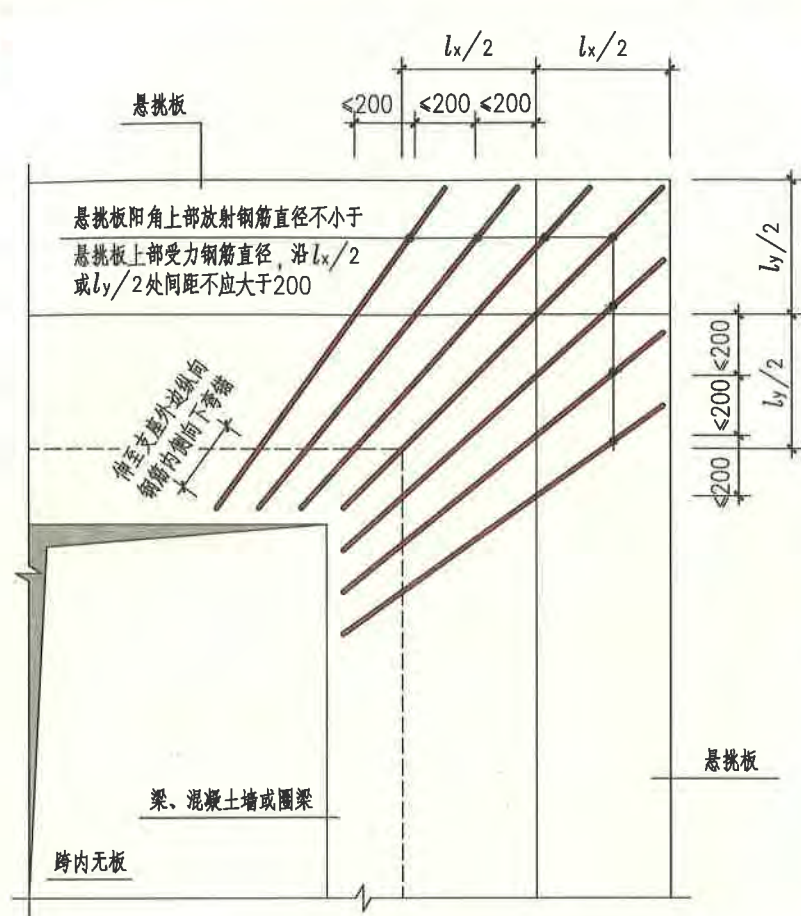 lx/2
lx/2
≤200
≤200
≤200
悬挑板
悬挑板阳角上部放射钢筋直径不小于
悬挑板上部受力钢筋直径, 沿lx/2
或ly/2处间距不应大于200
ly/2
ly/2
≤200
≤200
≤200
伸至支座外边纵向
钢筋内侧向下弯锚
悬挑板
梁、混凝土墙或圈梁
跨内无板